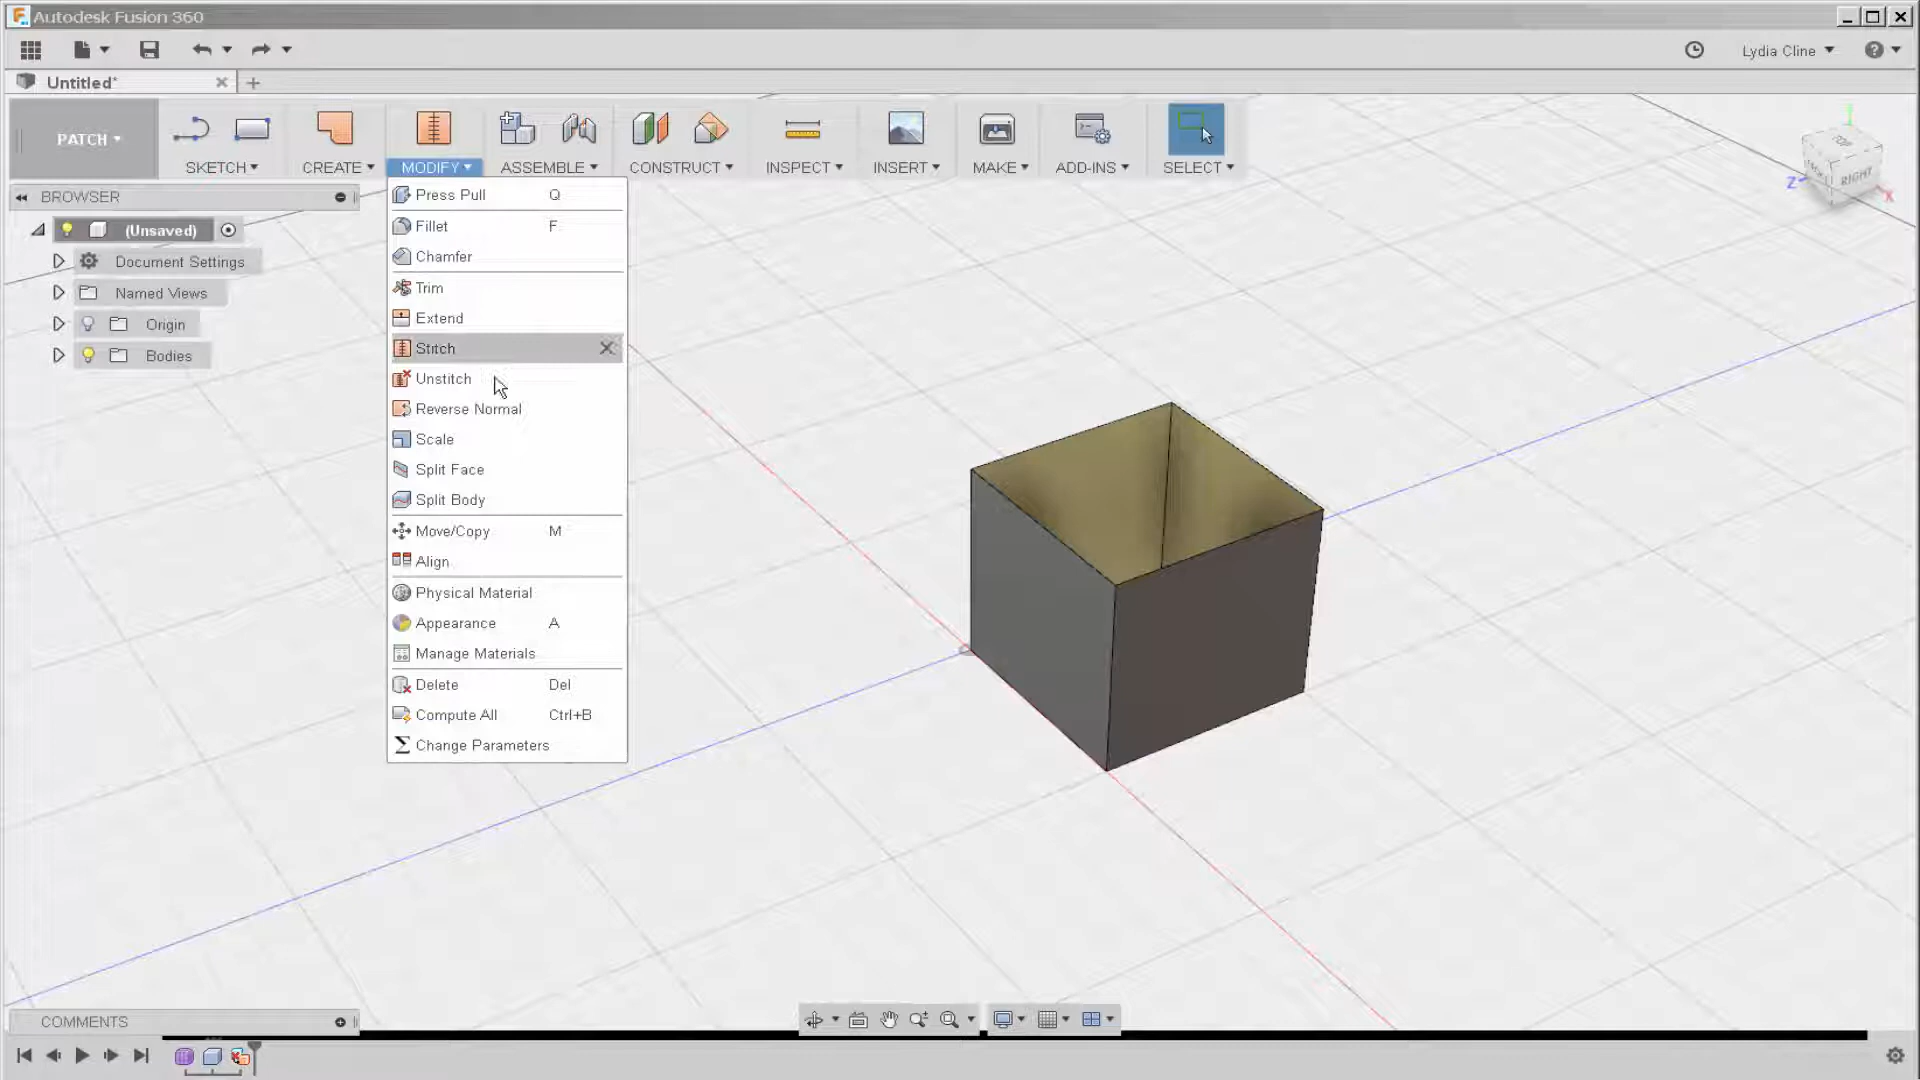 Autodesk Fusion 360
Lydia Cline
Untitled*
PATCH
SKETCH
CREATE
MODIFY
ASSEMBLE
CONSTRUCT
INSPECT
INSERT
MAKE
ADD-INS
SELECT
BROWSER
(Unsaved)
Document Settings
Named Views
Origin
Bodies
Press Pull Q
Fillet F
Chamfer
Trim
Extend
Stitch
Unstitch
Reverse Normal
Scale
Split Face
Split Body
Move/Copy M
Align
Physical Material
Appearance A
Manage Materials
Delete Del
Compute All Ctrl+B
Change Parameters
TOP
RIGHT
Z
X
COMMENTS